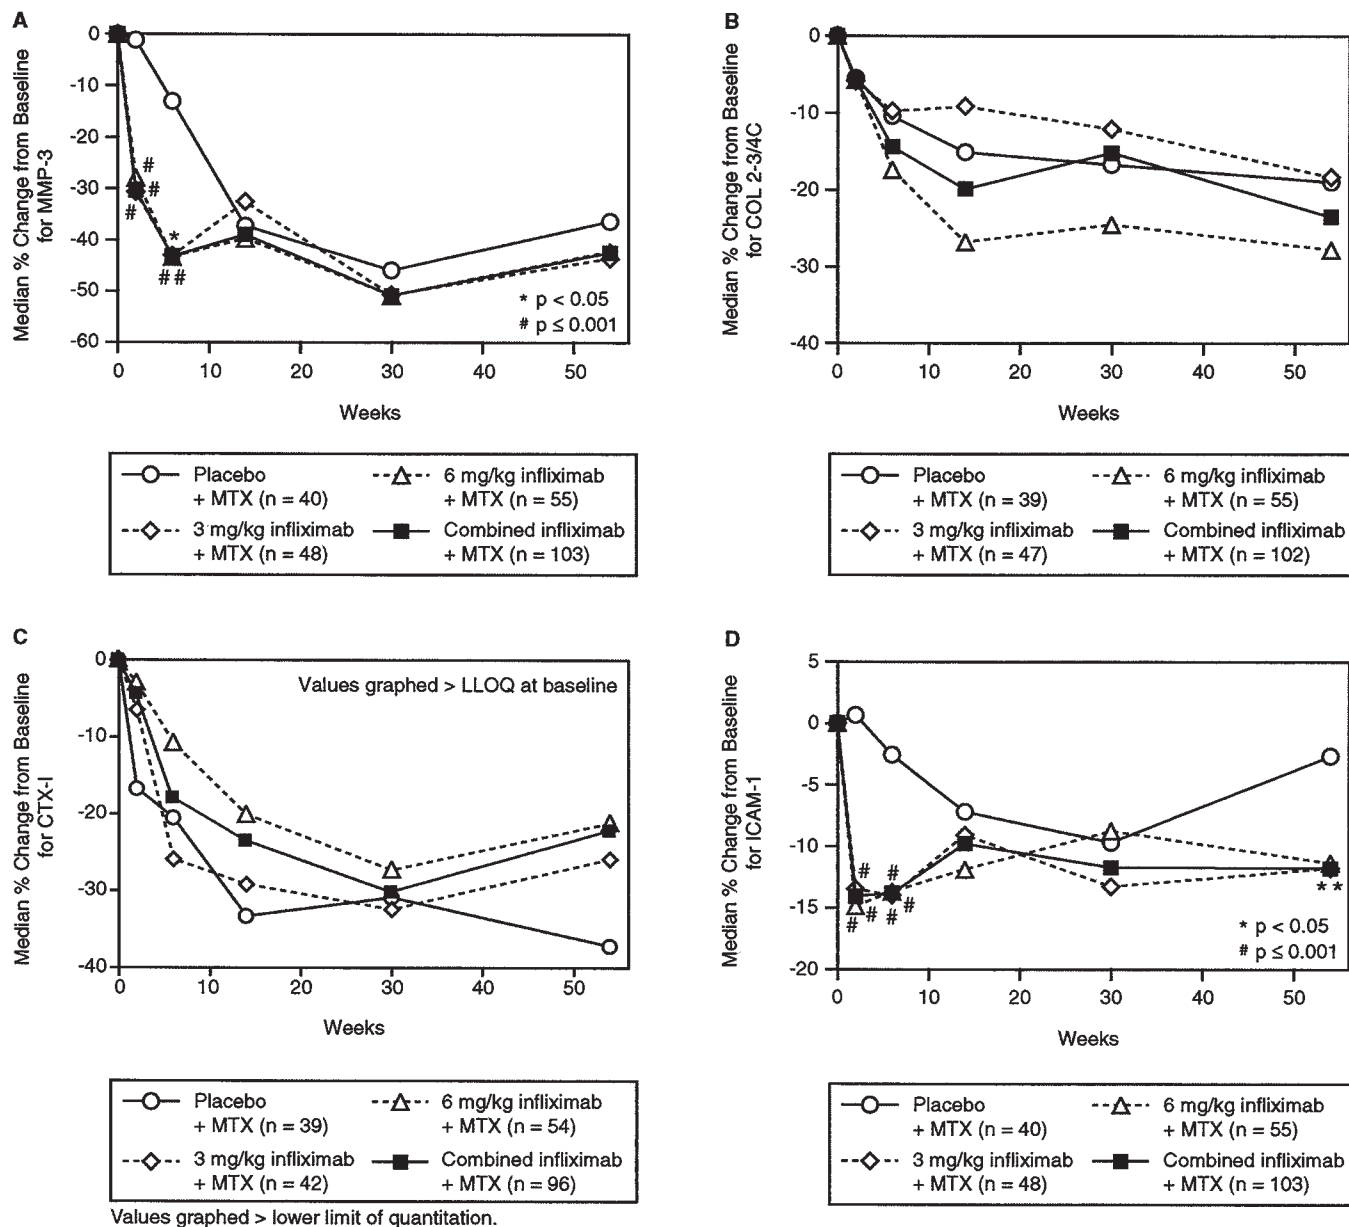 A
Median % Change from Baseline
for MMP-3
0
-10
-20
-30
-40
-50
-60
#
# #
#
*
# #
* p < 0.05
# p ≤ 0.001
0 10 20 30 40 50
Weeks
Placebo
+ MTX (n = 40)
6 mg/kg infliximab
+ MTX (n = 55)
3 mg/kg infliximab
+ MTX (n = 48)
Combined infliximab
+ MTX (n = 103)
B
Median % Change from Baseline
for COL 2-3/4C
0
-10
-20
-30
-40
0 10 20 30 40 50
Weeks
Placebo
+ MTX (n = 39)
6 mg/kg infliximab
+ MTX (n = 55)
3 mg/kg infliximab
+ MTX (n = 47)
Combined infliximab
+ MTX (n = 102)
C
Median % Change from Baseline
for CTX-I
0
-10
-20
-30
-40
Values graphed > LLOQ at baseline
0 10 20 30 40 50
Weeks
Placebo
+ MTX (n = 39)
6 mg/kg infliximab
+ MTX (n = 54)
3 mg/kg infliximab
+ MTX (n = 42)
Combined infliximab
+ MTX (n = 96)
Values graphed > lower limit of quantitation.
D
Median % Change from Baseline
for ICAM-1
5
0
-5
-10
-15
-20
# #
# # # #
* *
* p < 0.05
# p ≤ 0.001
0 10 20 30 40 50
Weeks
Placebo
+ MTX (n = 40)
6 mg/kg infliximab
+ MTX (n = 55)
3 mg/kg infliximab
+ MTX (n = 48)
Combined infliximab
+ MTX (n = 103)